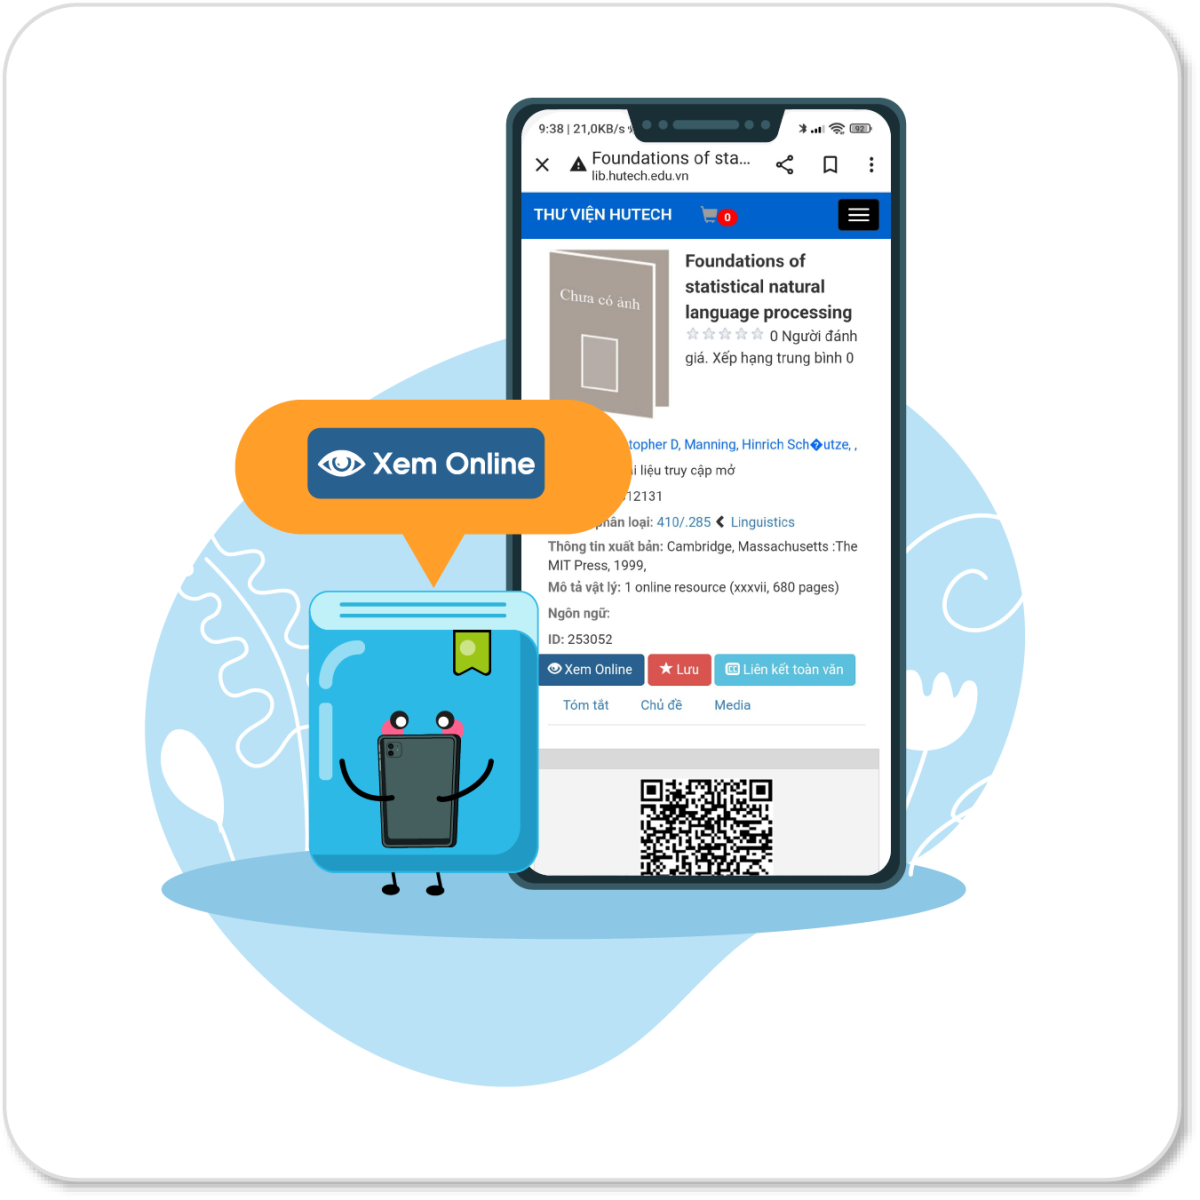 9:38 | 21,0KB/s
92
Foundations of sta...
lib.hutech.edu.vn
THƯ VIỆN HUTECH
0
Chưa có ảnh
Foundations of
statistical natural
language processing
0 Người đánh
giá. Xếp hạng trung bình 0
Xem Online
topher D, Manning, Hinrich Sch�utze, ,
i liệu truy cập mở
12131
phân loại: 410/.285 Linguistics
Thông tin xuất bản: Cambridge, Massachusetts :The
MIT Press, 1999,
Mô tả vật lý: 1 online resource (xxxvii, 680 pages)
Ngôn ngữ:
ID: 253052
Xem Online Lưu Liên kết toàn văn
Tóm tắt Chủ đề Media